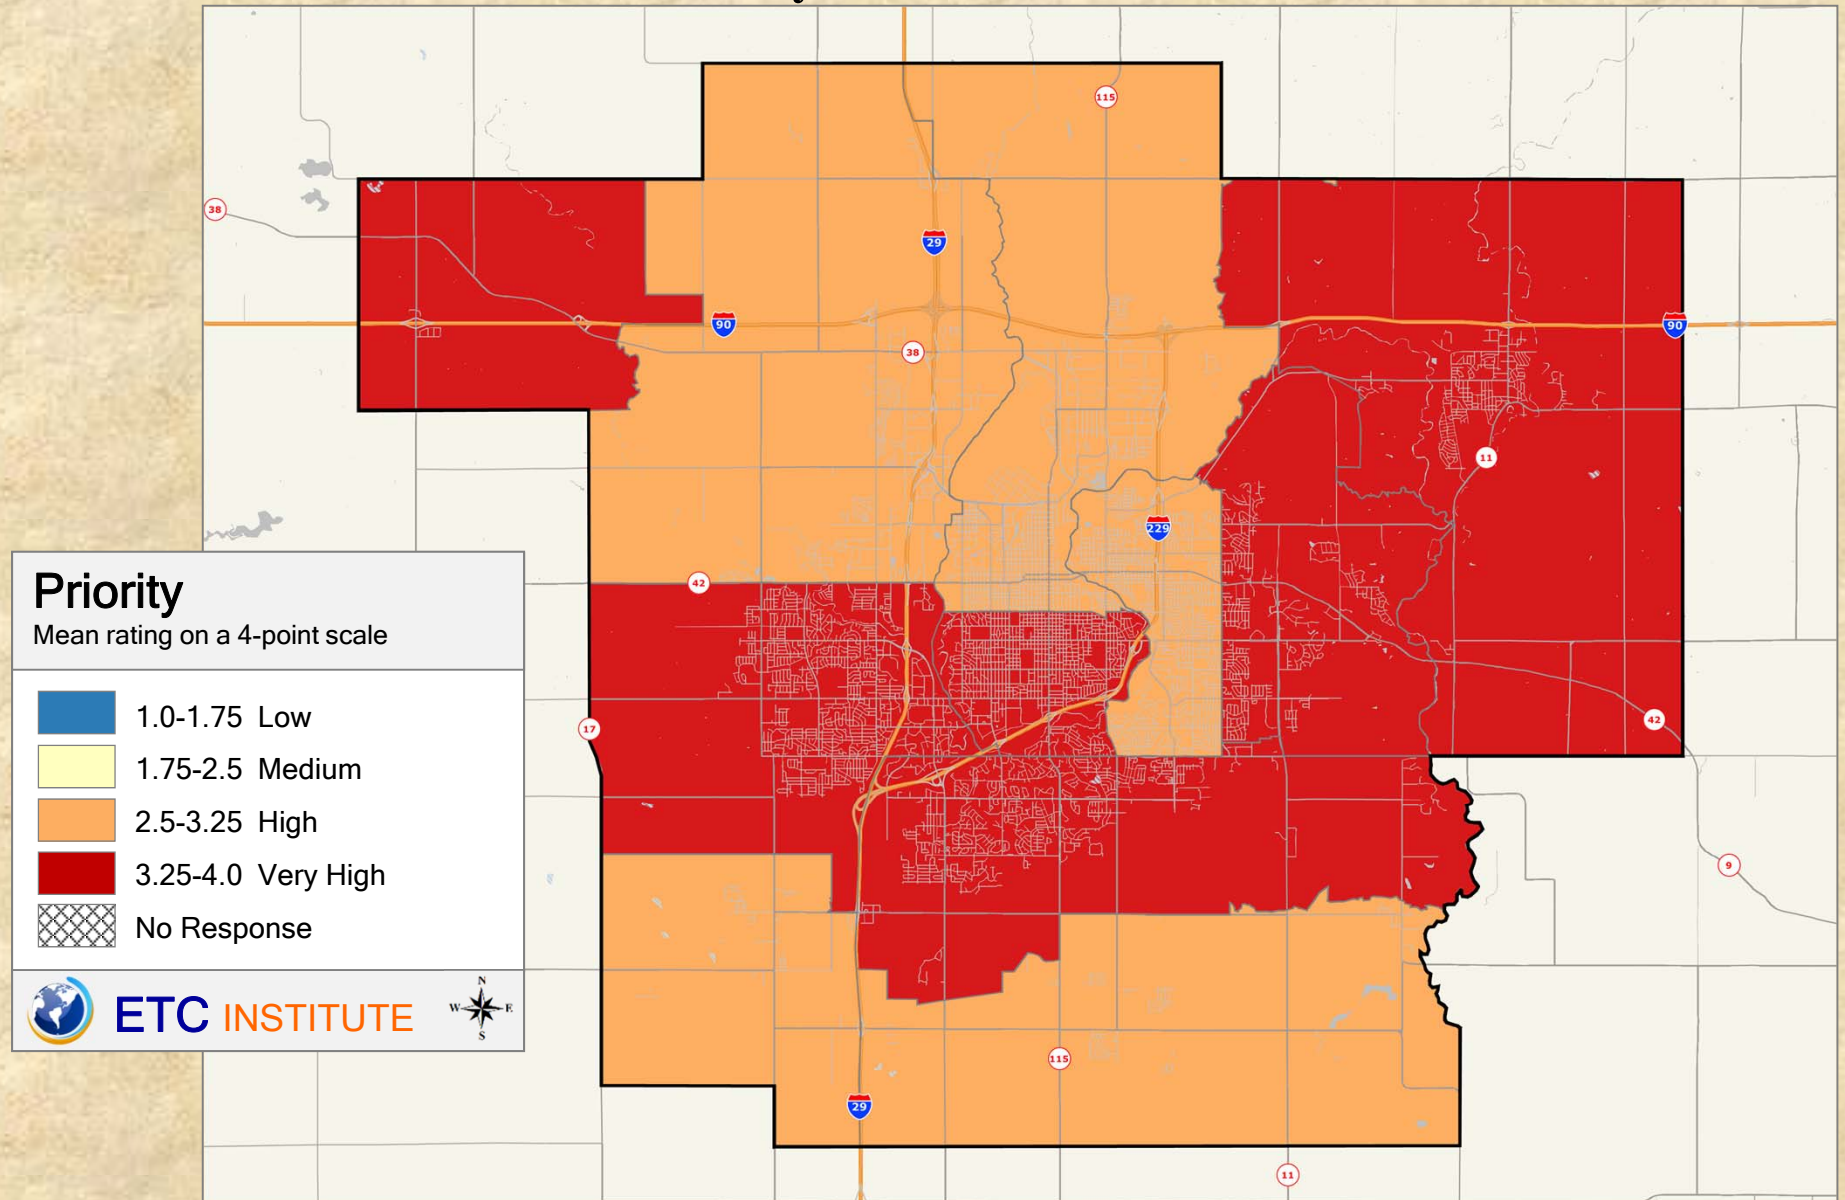 115
38
29
90
90
38
11
229
42
Priority
Mean rating on a 4-point scale
1.0-1.75 Low
1.75-2.5 Medium
2.5-3.25 High
3.25-4.0 Very High
No Response
ETC INSTITUTE
N
W E
S
17
42
9
115
29
11